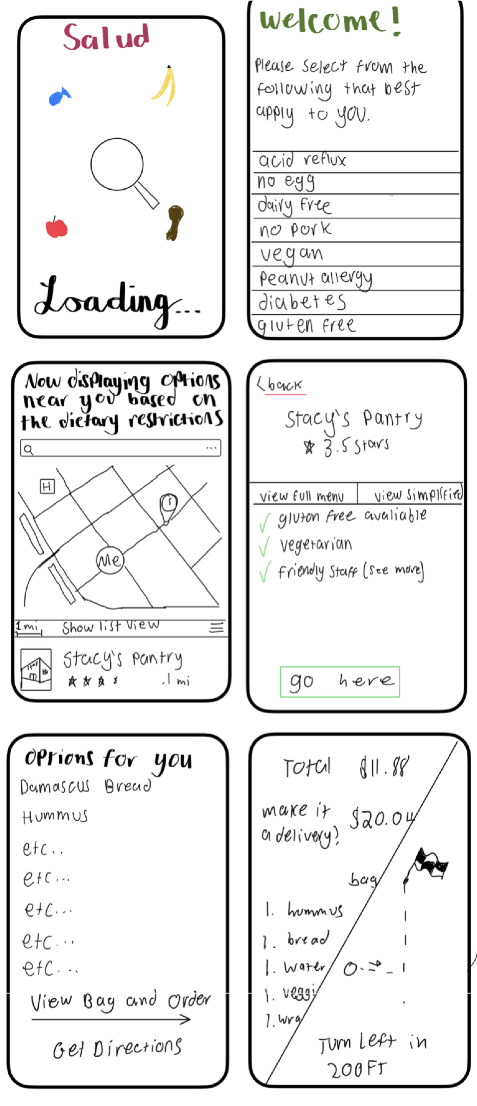 Salud
Loading...
Welcome!
Please select from the
following that best
apply to you.
acid reflux
no egg
dairy free
no pork
vegan
Peanut allergy
diabetes
gluten free
Now displaying options
near you based on
the dietary restrictions
...
H
S
Me
1 mi
Show list view
Stacy's Pantry
.1 mi
<back
Stacy's Pantry
★ 3.5 stars
view full menu
view simplified
✓ gluton free available
✓ vegetarian
✓ Friendly Staff (see more)
go here
Options for you
Damascus Bread
Hummus
etc..
etc...
etc...
etc...
etc...
View Bag and Order
Get Directions
Total $11.88
make it
a delivery? $20.04
bag
1. hummus
1. bread
1. water
1. veggi
1. wra
Turn Left in
200FT